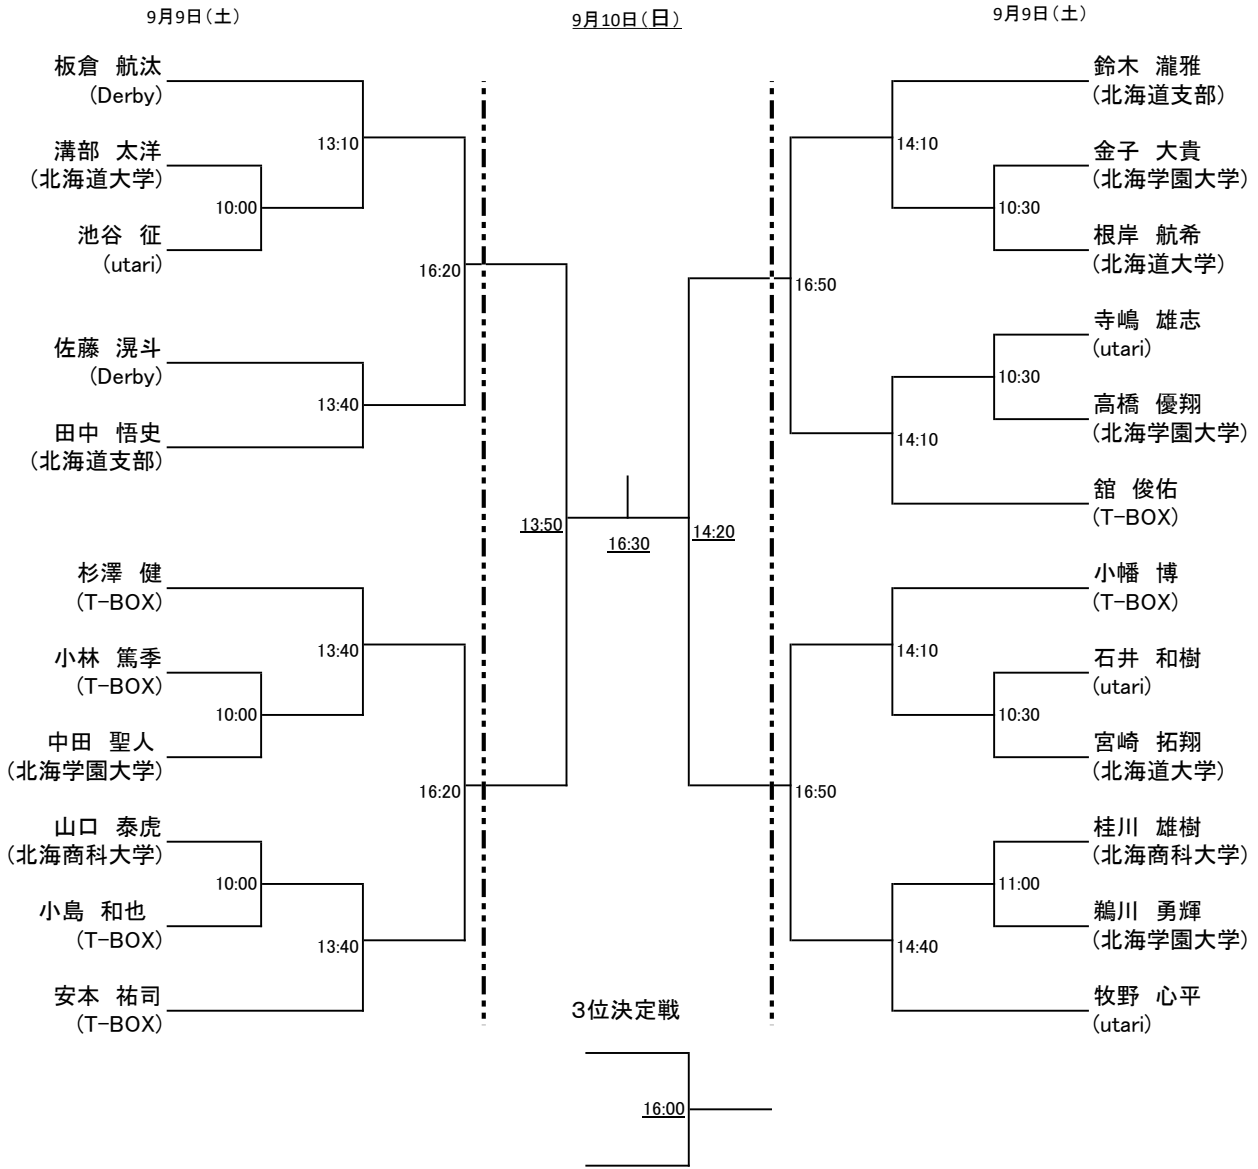 9月9日(土)
9月10日(日)
9月9日(土)
板倉 航汰
(Derby)
13:10
溝部 太洋
(北海道大学)
10:00
池谷 征
(utari)
16:20
佐藤 滉斗
(Derby)
13:40
田中 悟史
(北海道支部)
杉澤 健
(T-BOX)
13:40
小林 篤季
(T-BOX)
10:00
中田 聖人
(北海学園大学)
16:20
山口 泰虎
(北海商科大学)
10:00
小島 和也
(T-BOX)
13:40
安本 祐司
(T-BOX)
13:50
16:30
14:20
鈴木 瀧雅
(北海道支部)
14:10
金子 大貴
(北海学園大学)
10:30
根岸 航希
(北海道大学)
16:50
寺嶋 雄志
(utari)
10:30
高橋 優翔
(北海学園大学)
14:10
舘 俊佑
(T-BOX)
小幡 博
(T-BOX)
14:10
石井 和樹
(utari)
10:30
宮崎 拓翔
(北海道大学)
16:50
桂川 雄樹
(北海商科大学)
11:00
鵜川 勇輝
(北海学園大学)
14:40
牧野 心平
(utari)
3位決定戦
16:00